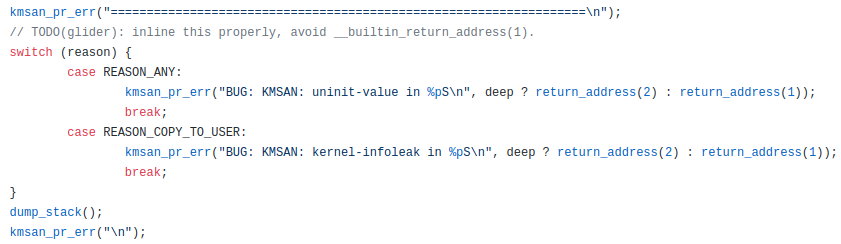 kmsan_pr_err("==================================================================\n");
// TODO(glider): inline this properly, avoid __builtin_return_address(1).
switch (reason) {
case REASON_ANY:
kmsan_pr_err("BUG: KMSAN: uninit-value in %pS\n", deep ? return_address(2) : return_address(1));
break;
case REASON_COPY_TO_USER:
kmsan_pr_err("BUG: KMSAN: kernel-infoleak in %pS\n", deep ? return_address(2) : return_address(1));
break;
}
dump_stack();
kmsan_pr_err("\n");